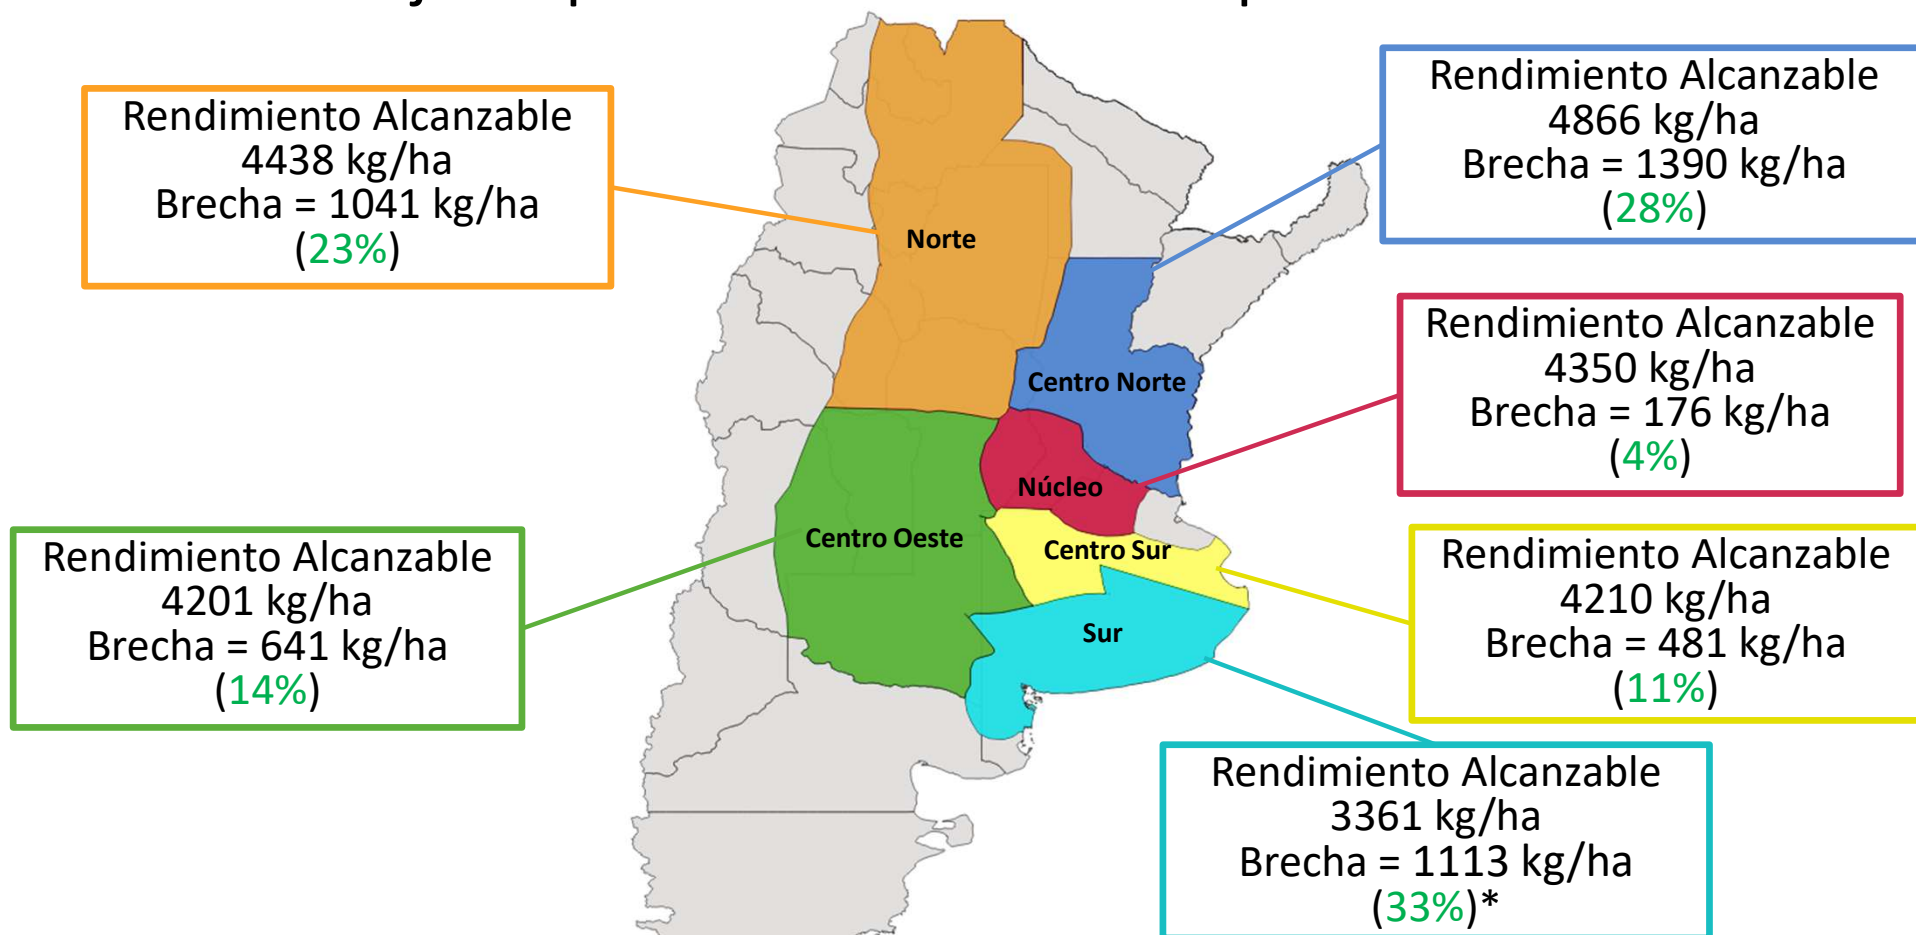 Rendimiento Alcanzable
4438 kg/ha
Brecha = 1041 kg/ha
(23%)
Rendimiento Alcanzable
4866 kg/ha
Brecha = 1390 kg/ha
(28%)
Norte
Rendimiento Alcanzable
4350 kg/ha
Brecha = 176 kg/ha
(4%)
Centro Norte
Núcleo
Centro Oeste
Centro Sur
Sur
Rendimiento Alcanzable
4201 kg/ha
Brecha = 641 kg/ha
(14%)
Rendimiento Alcanzable
4210 kg/ha
Brecha = 481 kg/ha
(11%)
Rendimiento Alcanzable
3361 kg/ha
Brecha = 1113 kg/ha
(33%)*